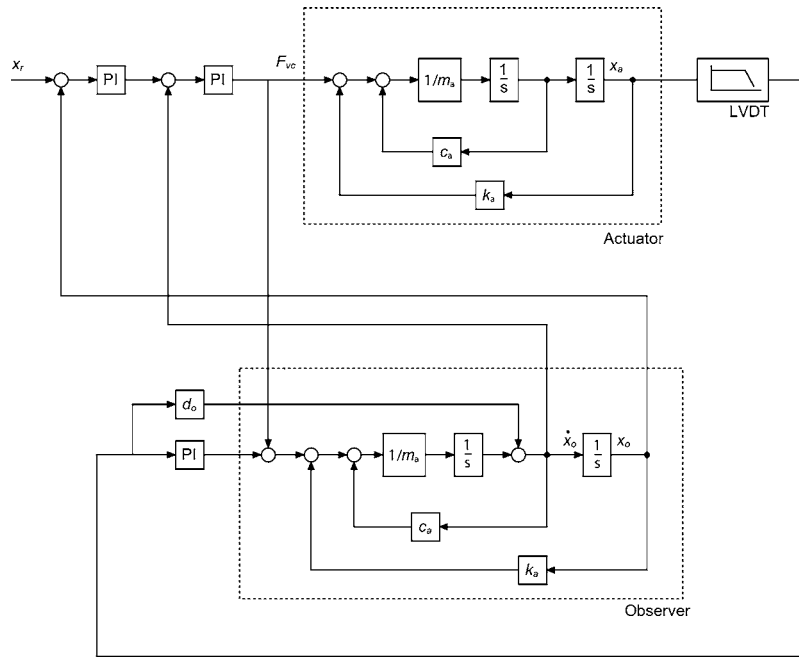 x_r
PI
PI
F_vc
1/m_a
1
s
1
s
x_a
LVDT
c_a
k_a
Actuator
d_o
PI
1/m_a
1
s
ẋ_o
1
s
x_o
c_a
k_a
Observer